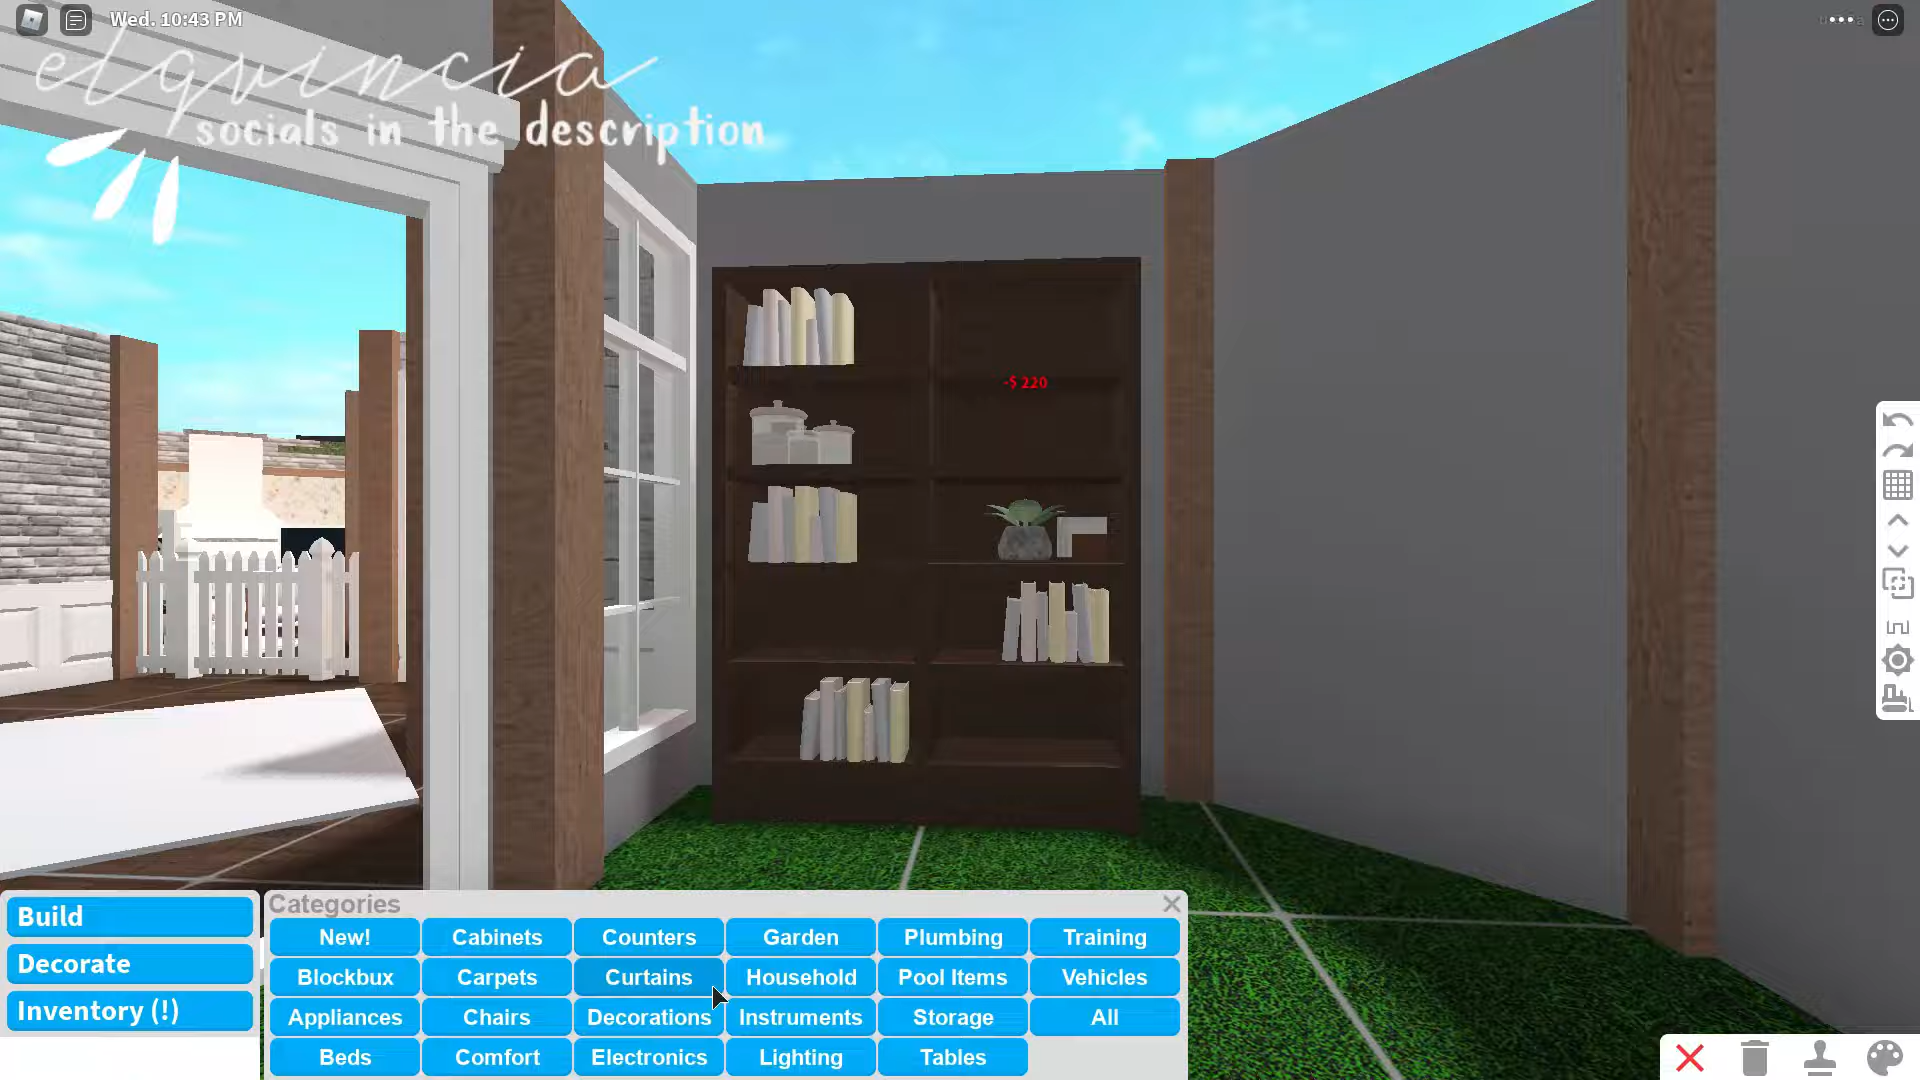 Wed. 10:43 PM
elquincia
socials in the description
-$ 220
Build
Decorate
Inventory (!)
Categories
New! Cabinets Counters Garden Plumbing Training
Blockbux Carpets Curtains Household Pool Items Vehicles
Appliances Chairs Decorations Instruments Storage All
Beds Comfort Electronics Lighting Tables